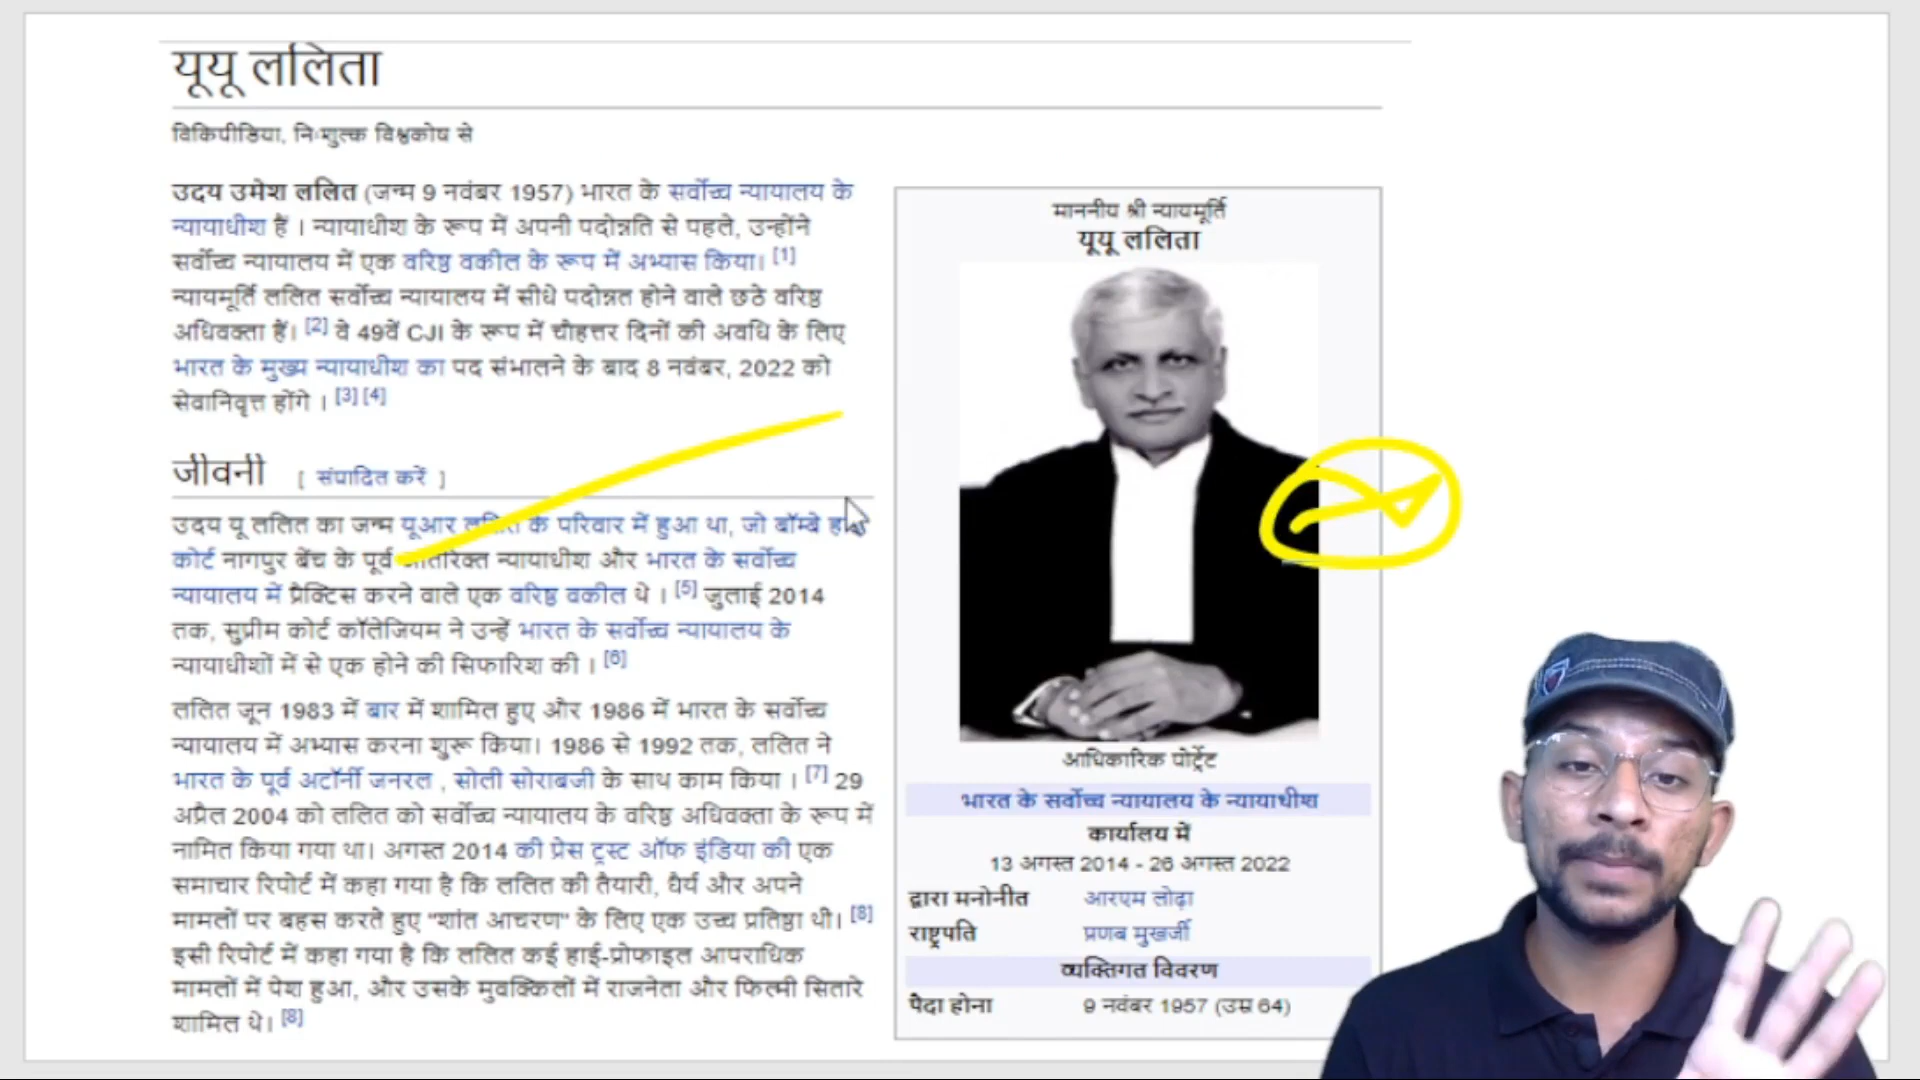 यूयू ललिता
विकिपीडिया, निःशुल्क विश्वकोष से
उदय उमेश ललित (जन्म 9 नवंबर 1957) भारत के सर्वोच्च न्यायालय के
न्यायाधीश हैं । न्यायाधीश के रूप में अपनी पदोन्नति से पहले, उन्होंने
सर्वोच्च न्यायालय में एक वरिष्ठ वकील के रूप में अभ्यास किया। [1]
न्यायमूर्ति ललित सर्वोच्च न्यायालय में सीधे पदोन्नत होने वाले छठे वरिष्ठ
अधिवक्ता हैं। [2] वे 49वें CJI के रूप में चौहत्तर दिनों की अवधि के लिए
भारत के मुख्य न्यायाधीश का पद संभालने के बाद 8 नवंबर, 2022 को
सेवानिवृत्त होंगे । [3] [4]
जीवनी [ संपादित करें ]
उदय यू ललित का जन्म यूआर के परिवार में हुआ था, जो बॉम्बे
कोर्ट नागपुर बेंच के पूर्व न्यायाधीश और भारत के सर्वोच्च
न्यायालय में प्रैक्टिस करने वाले एक वरिष्ठ वकील थे । [5] जुलाई 2014
तक, सुप्रीम कोर्ट कॉलेजियम ने उन्हें भारत के सर्वोच्च न्यायालय के
न्यायाधीशों में से एक होने की सिफारिश की । [6]
ललित जून 1983 में बार में शामिल हुए और 1986 में भारत के सर्वोच्च
न्यायालय में अभ्यास करना शुरू किया। 1986 से 1992 तक, ललित ने
भारत के पूर्व अटॉर्नी जनरल , सोली सोराबजी के साथ काम किया । [7] 29
अप्रैल 2004 को ललित को सर्वोच्च न्यायालय के वरिष्ठ अधिवक्ता के रूप में
नामित किया गया था। अगस्त 2014 की प्रेस ट्रस्ट ऑफ इंडिया की एक
समाचार रिपोर्ट में कहा गया है कि ललित की तैयारी, धैर्य और अपने
मामलों पर बहस करते हुए "शांत आचरण" के लिए एक उच्च प्रतिष्ठा थी। [8]
इसी रिपोर्ट में कहा गया है कि ललित कई हाई-प्रोफाइल आपराधिक
मामलों में पेश हुआ, और उसके मुवक्किलों में राजनेता और फिल्मी सितारे
शामिल थे। [8]
माननीय श्री न्यायमूर्ति
यूयू ललिता
आधिकारिक पोर्ट्रेट
भारत के सर्वोच्च न्यायालय के न्यायाधीश
कार्यालय में
13 अगस्त 2014 - 26 अगस्त 2022
द्वारा मनोनीत आरएम लोढ़ा
राष्ट्रपति प्रणब मुखर्जी
व्यक्तिगत विवरण
पैदा होना 9 नवंबर 1957 (उम्र 64)